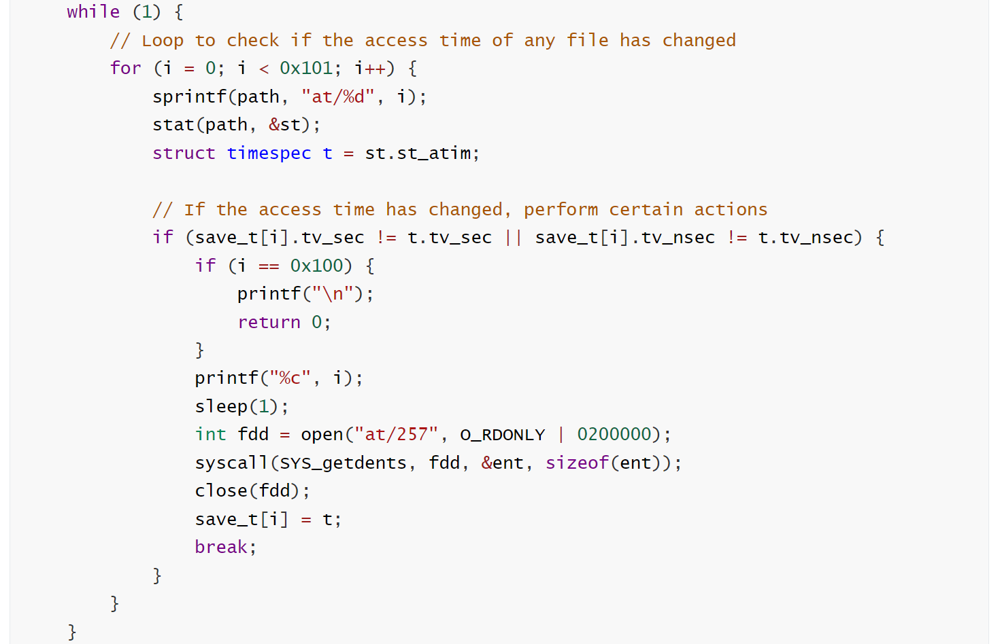 while (1) {
// Loop to check if the access time of any file has changed
for (i = 0; i < 0x101; i++) {
sprintf(path, "at/%d", i);
stat(path, &st);
struct timespec t = st.st_atim;
// If the access time has changed, perform certain actions
if (save_t[i].tv_sec != t.tv_sec || save_t[i].tv_nsec != t.tv_nsec) {
if (i == 0x100) {
printf("\n");
return 0;
}
printf("%c", i);
sleep(1);
int fdd = open("at/257", O_RDONLY | 0200000);
syscall(SYS_getdents, fdd, &ent, sizeof(ent));
close(fdd);
save_t[i] = t;
break;
}
}
}